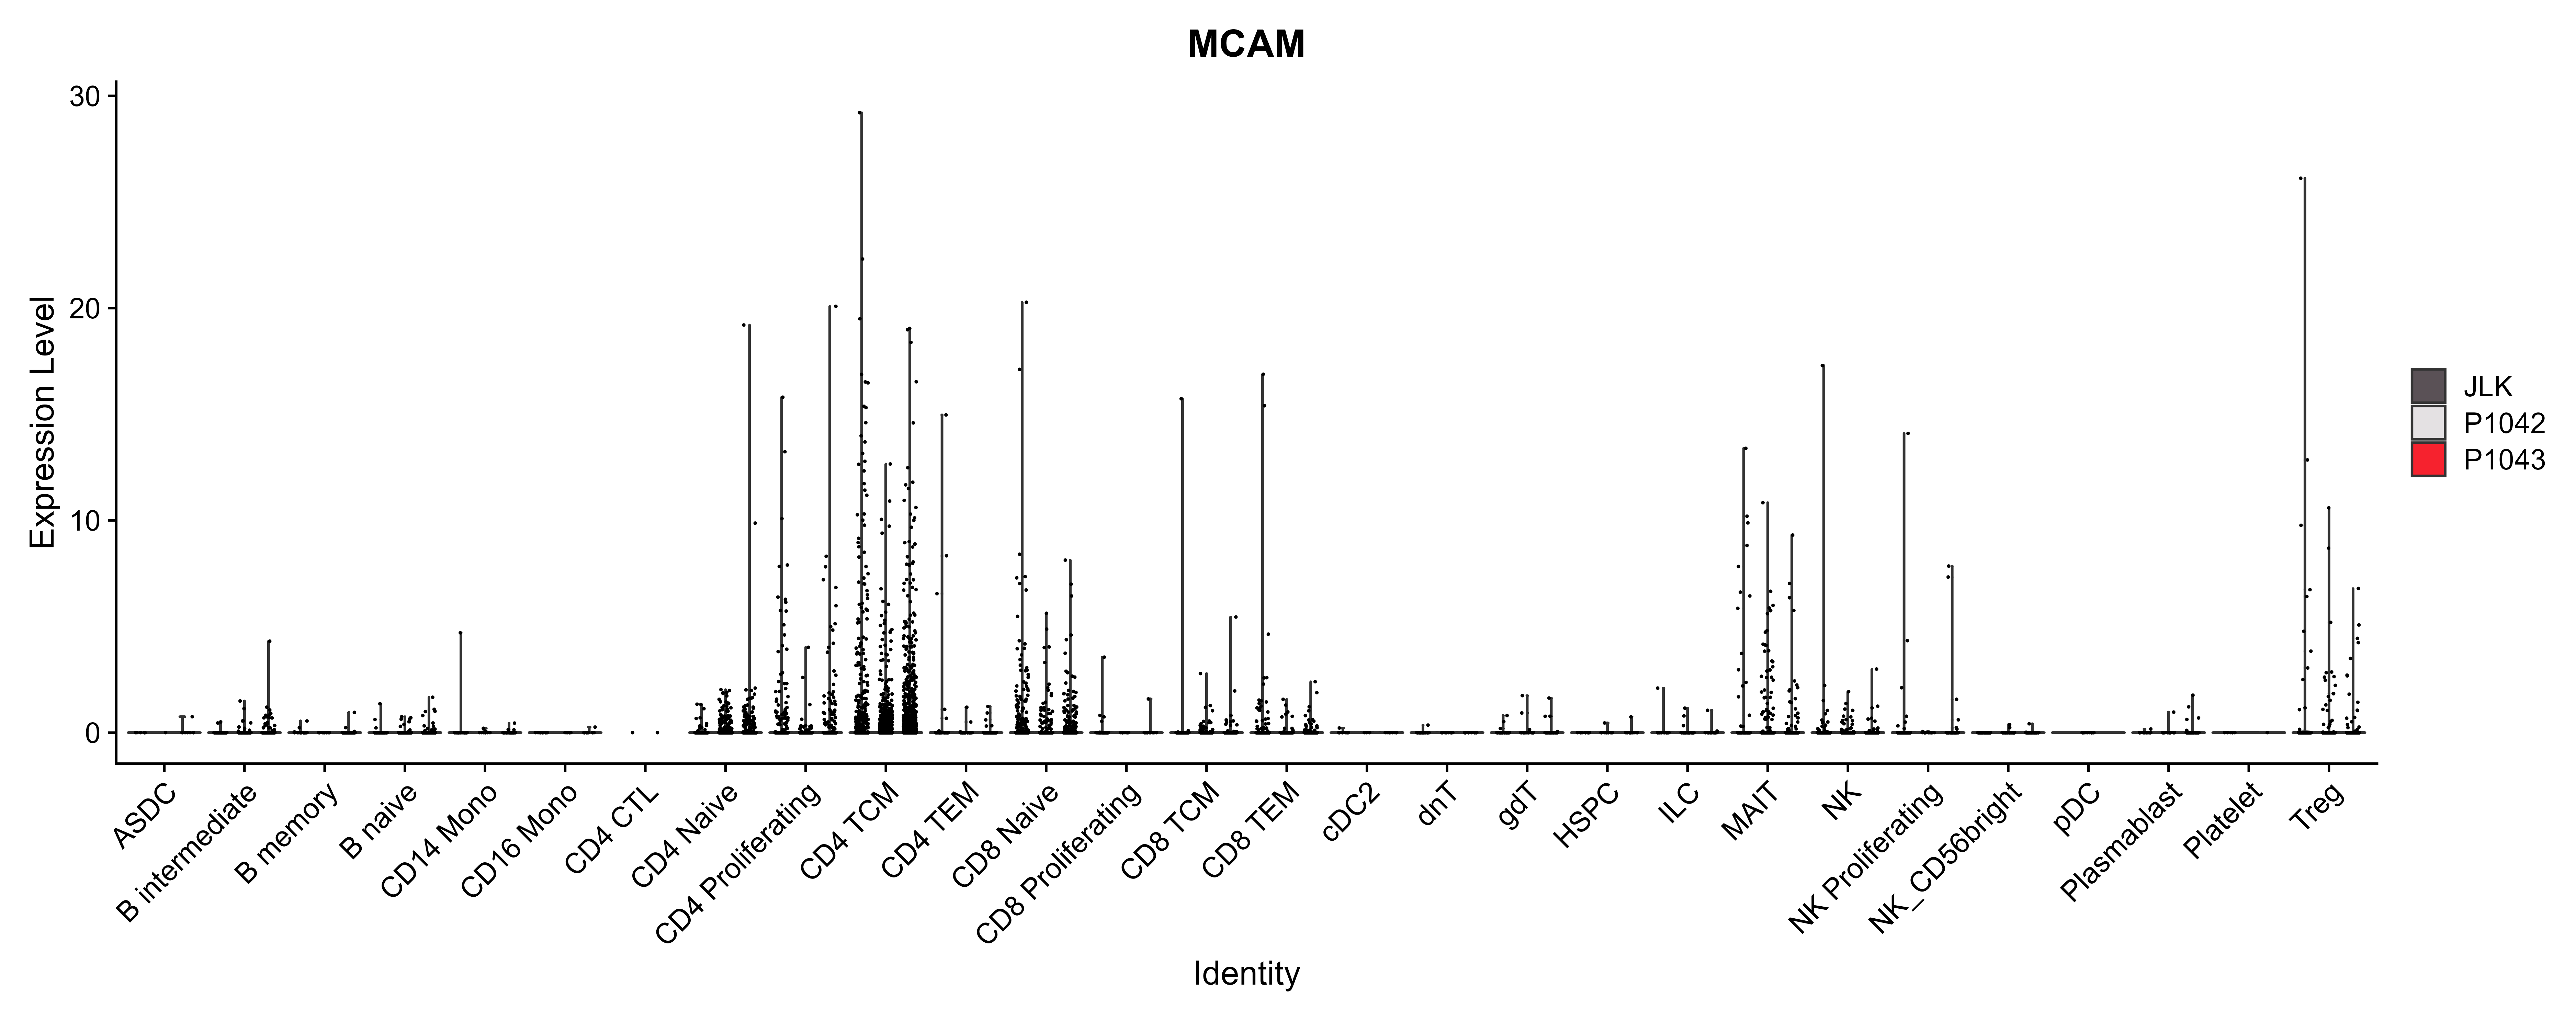 MCAM
30
20
10
0
Expression Level
JLK
P1042
P1043
ASDC
B intermediate
B memory
B naive
CD14 Mono
CD16 Mono
CD4 CTL
CD4 Naive
CD4 Proliferating
CD4 TCM
CD4 TEM
CD8 Naive
CD8 Proliferating
CD8 TCM
CD8 TEM
cDC2
dnT
gdT
HSPC
ILC
MAIT
NK
NK Proliferating
NK_CD56bright
pDC
Plasmablast
Platelet
Treg
Identity